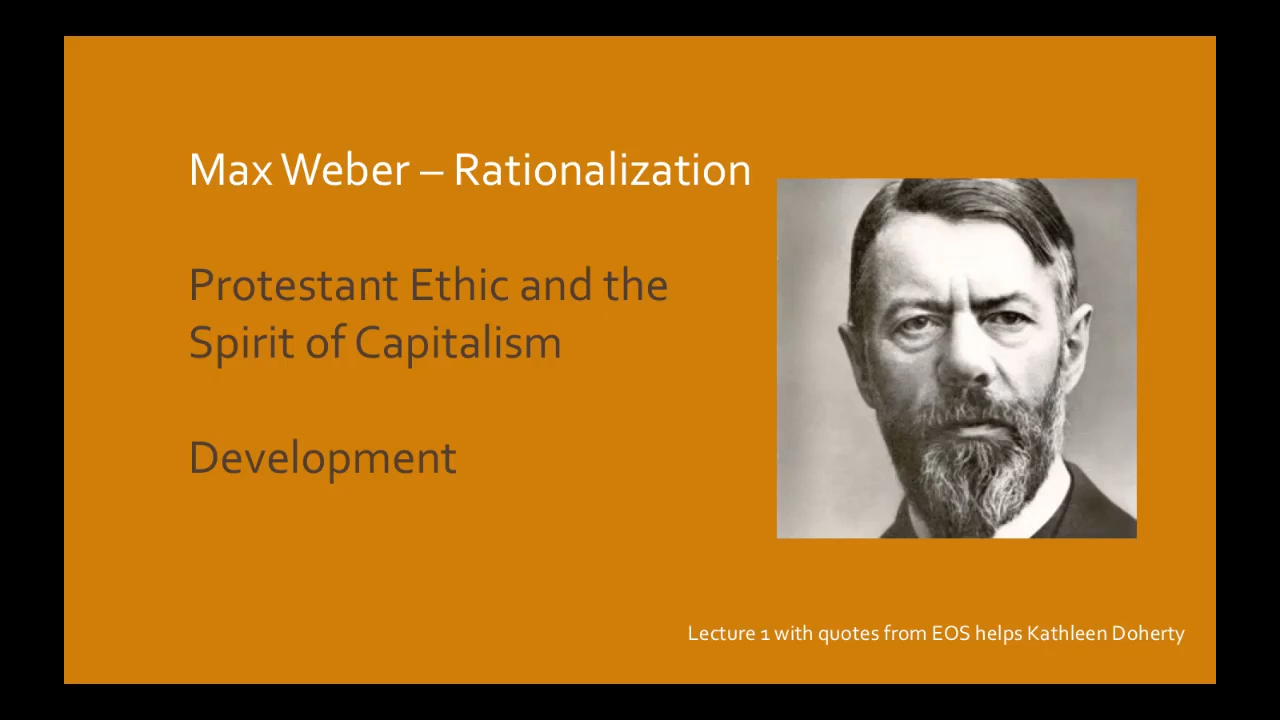 Max Weber – Rationalization
Protestant Ethic and the
Spirit of Capitalism
Development
Lecture 1 with quotes from EOS helps Kathleen Doherty